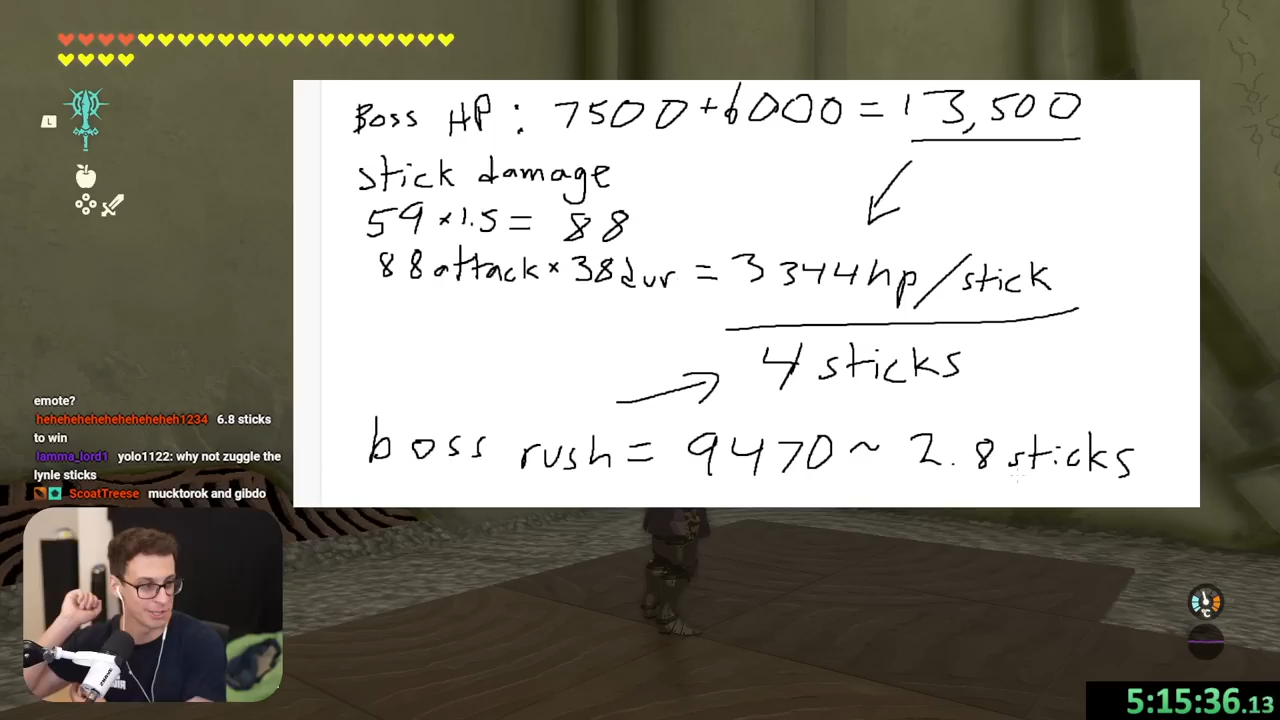 L
Boss HP : 7500+6000 = 13,500
stick damage
59 × 1.5 = 88
88 attack × 38 dur = 3344 hp/stick
4 sticks
boss rush = 9470 ~ 2.8 sticks
emote?
hehehehehehehehehehe1234 6.8 sticks
to win
lamma_lord1 yolo1122: why not zuggle the
lynle sticks
ScoatTreese mucktorok and gibdo
°C
5:15:36.13